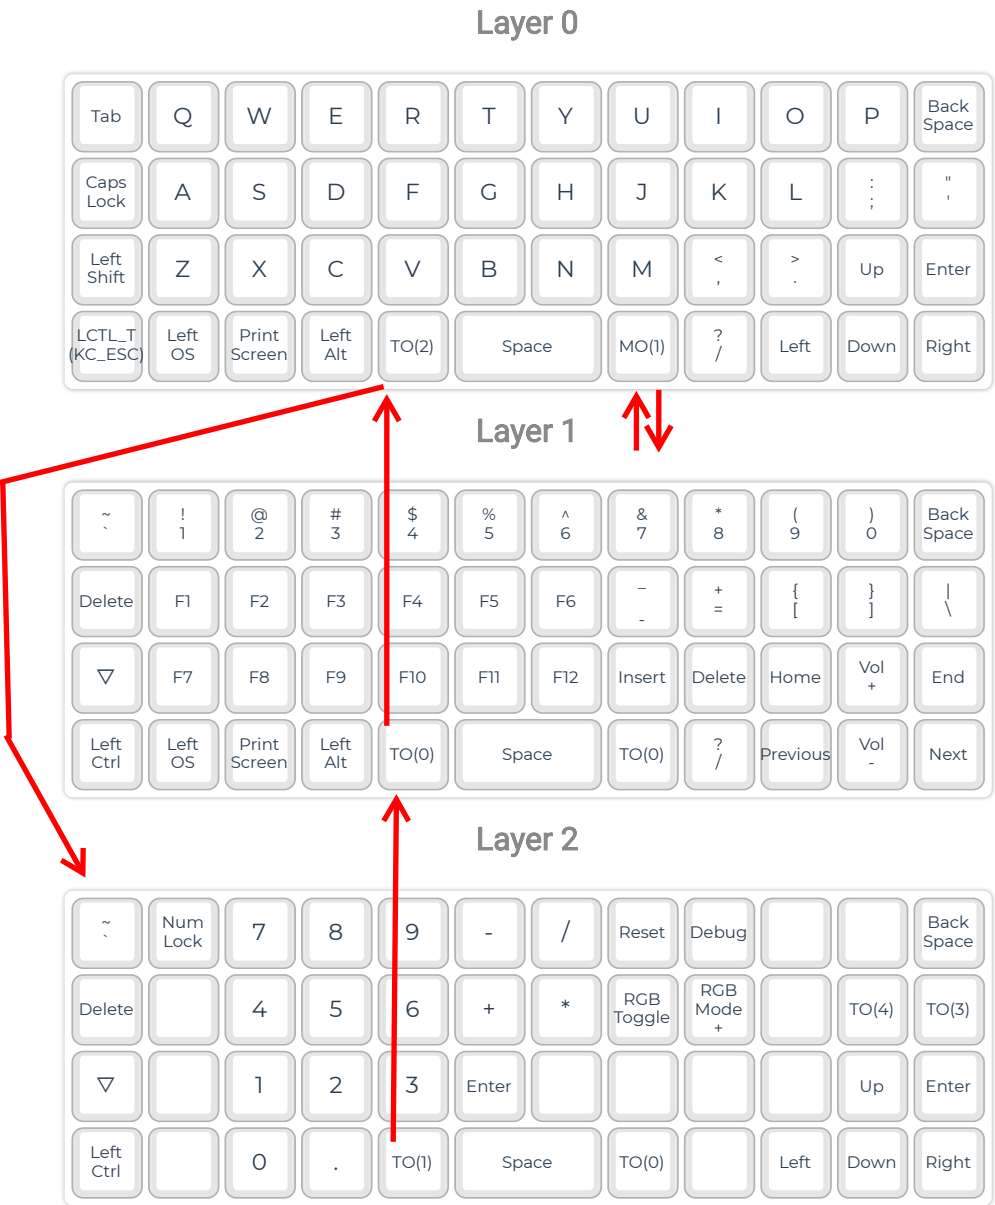 Layer 0
Tab Q W E R T Y U I O P Back Space
Caps Lock A S D F G H J K L : ; " '
Left Shift Z X C V B N M < , > . Up Enter
LCTL_T (KC_ESC) Left OS Print Screen Left Alt TO(2) Space MO(1) ? / Left Down Right
Layer 1
~ ` ! 1 @ 2 # 3 $ 4 % 5 ^ 6 & 7 * 8 ( 9 ) 0 Back Space
Delete F1 F2 F3 F4 F5 F6 _ - + = { [ } ] | \
▽ F7 F8 F9 F10 F11 F12 Insert Delete Home Vol + End
Left Ctrl Left OS Print Screen Left Alt TO(0) Space TO(0) ? / Previous Vol - Next
Layer 2
~ ` Num Lock 7 8 9 - / Reset Debug Back Space
Delete 4 5 6 + * RGB Toggle RGB Mode + TO(4) TO(3)
▽ 1 2 3 Enter Up Enter
Left Ctrl 0 . TO(1) Space TO(0) Left Down Right